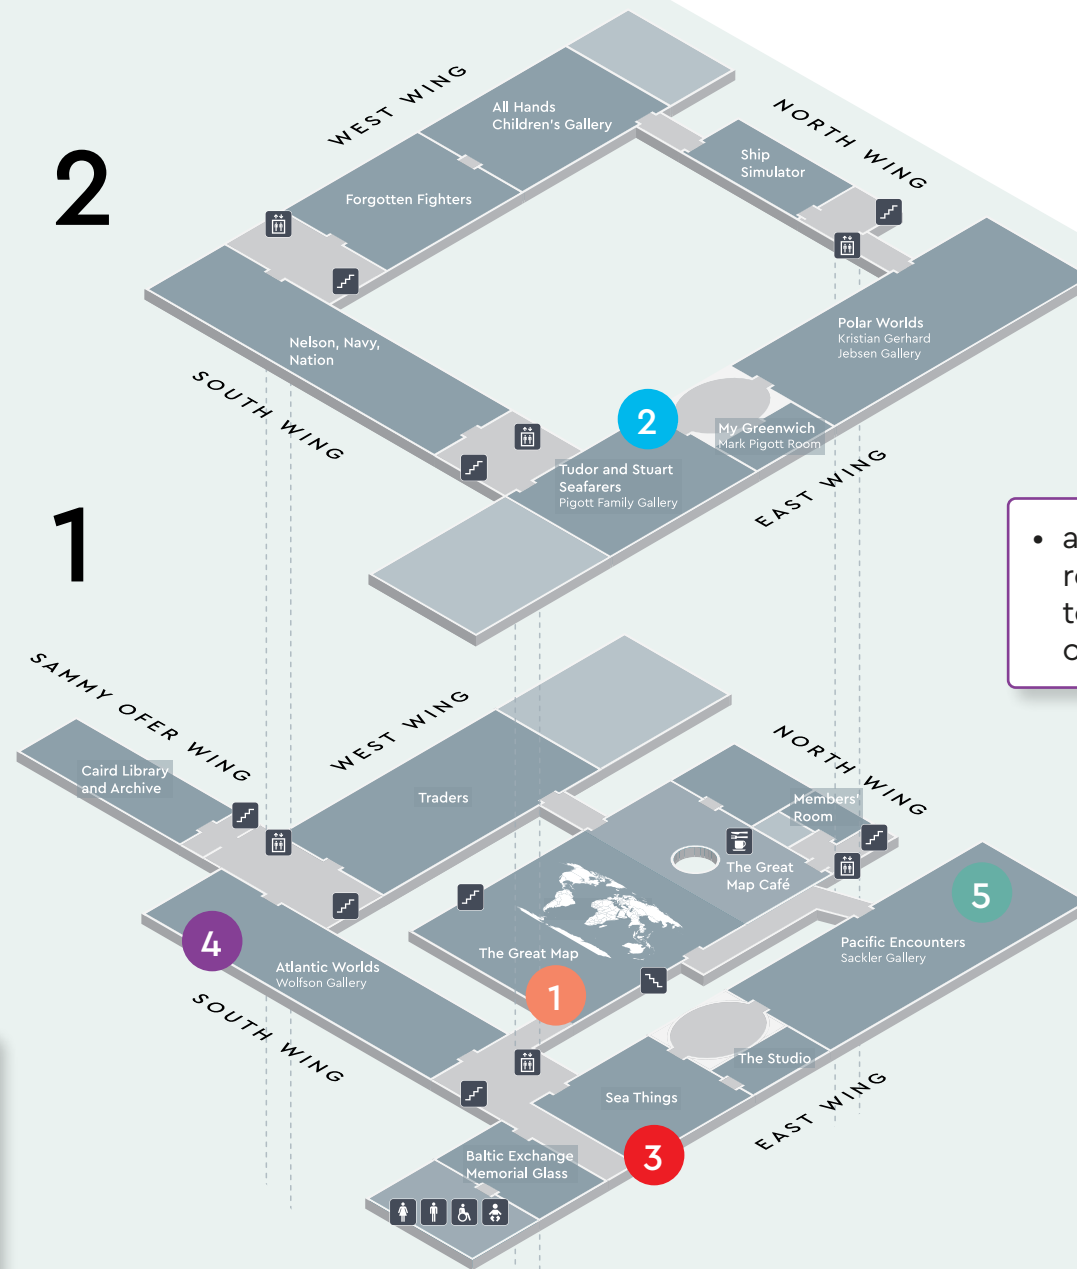 2
WEST WING
NORTH WING
All Hands
Children's Gallery
Ship
Simulator
Forgotten Fighters
Nelson, Navy,
Nation
Polar Worlds
Kristian Gerhard
Jebsen Gallery
SOUTH WING
2
My Greenwich
Mark Pigott Room
Tudor and Stuart
Seafarers
Pigott Family Gallery
EAST WING
1
SAMMY OFER WING
WEST WING
NORTH WING
Caird Library
and Archive
Traders
Members'
Room
The Great
Map Café
5
4
The Great Map
Pacific Encounters
Sackler Gallery
Atlantic Worlds
Wolfson Gallery
1
SOUTH WING
The Studio
Sea Things
EAST WING
Baltic Exchange
Memorial Glass
3